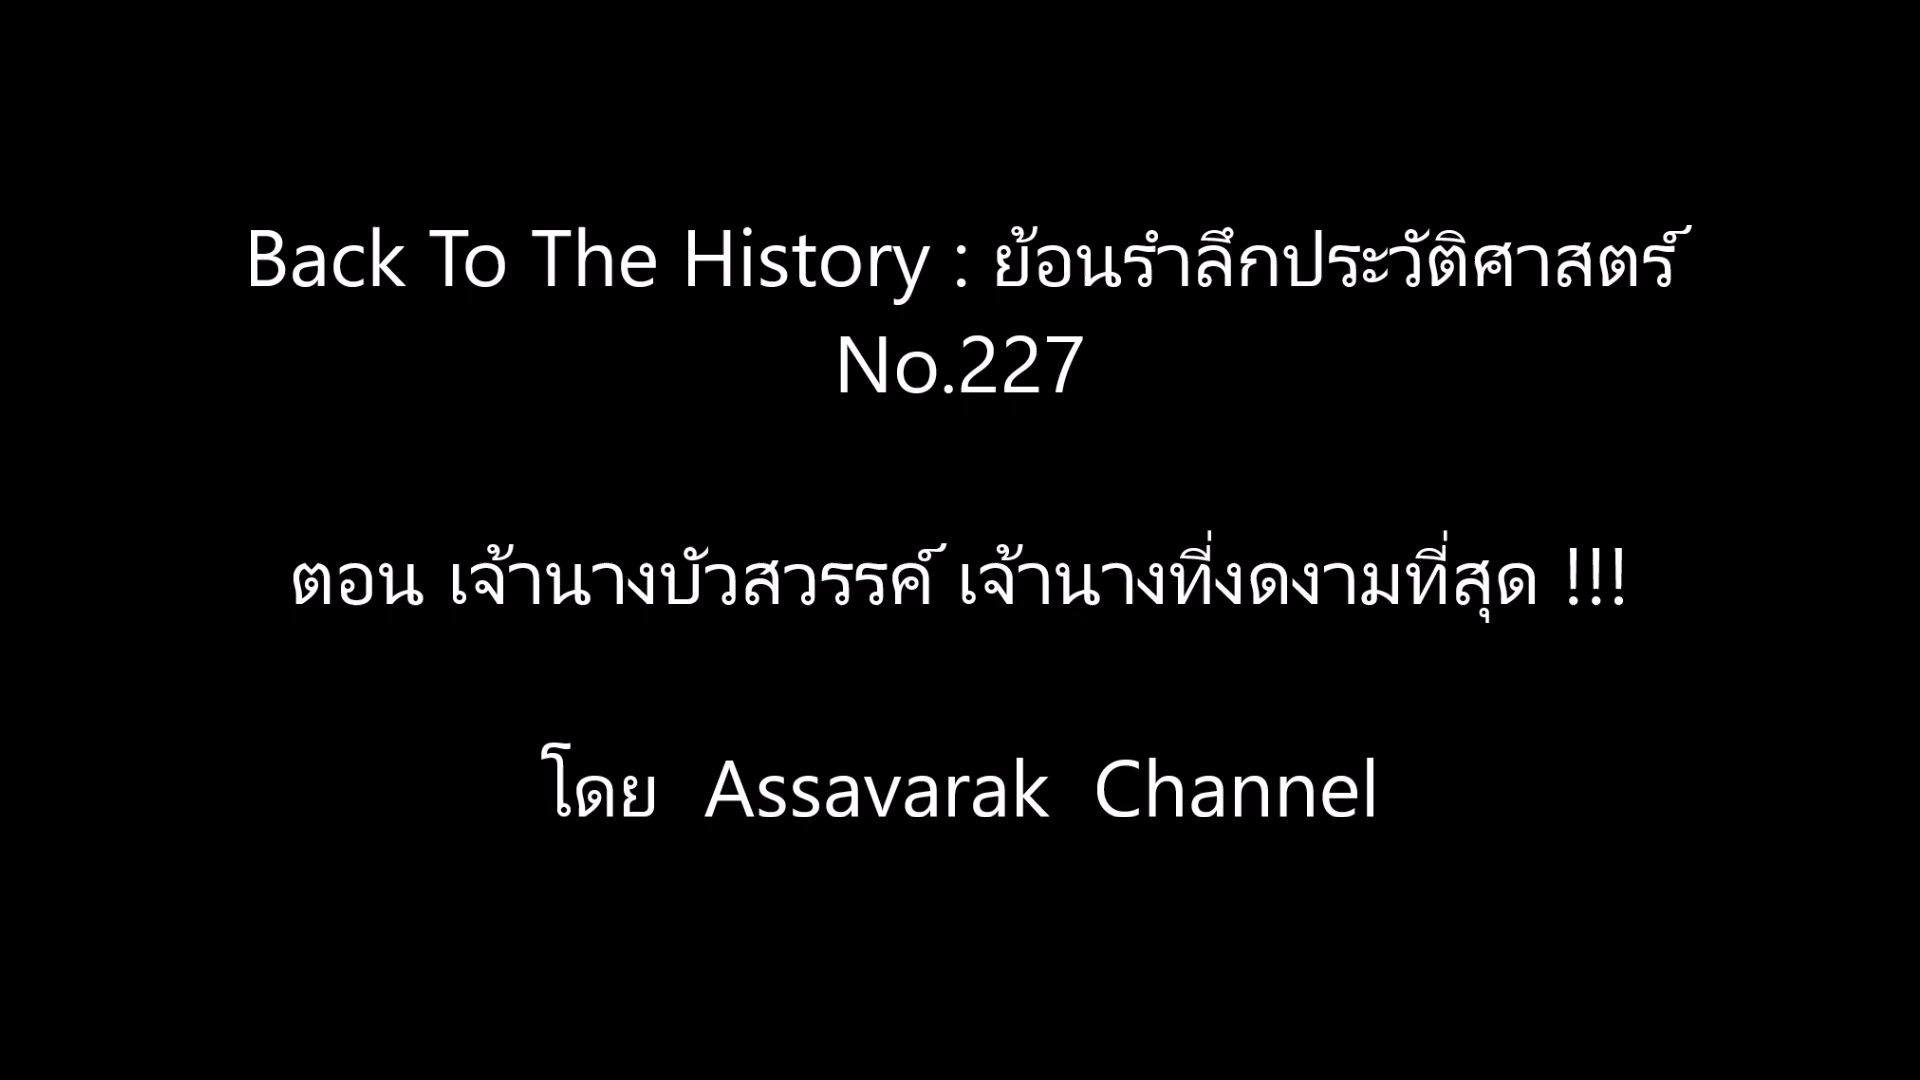 Back To The History : ย้อนรำลึกประวัติศาสตร์
No.227
ตอน เจ้านางบัวสวรรค์ เจ้านางที่งดงามที่สุด !!!
โดย Assavarak Channel